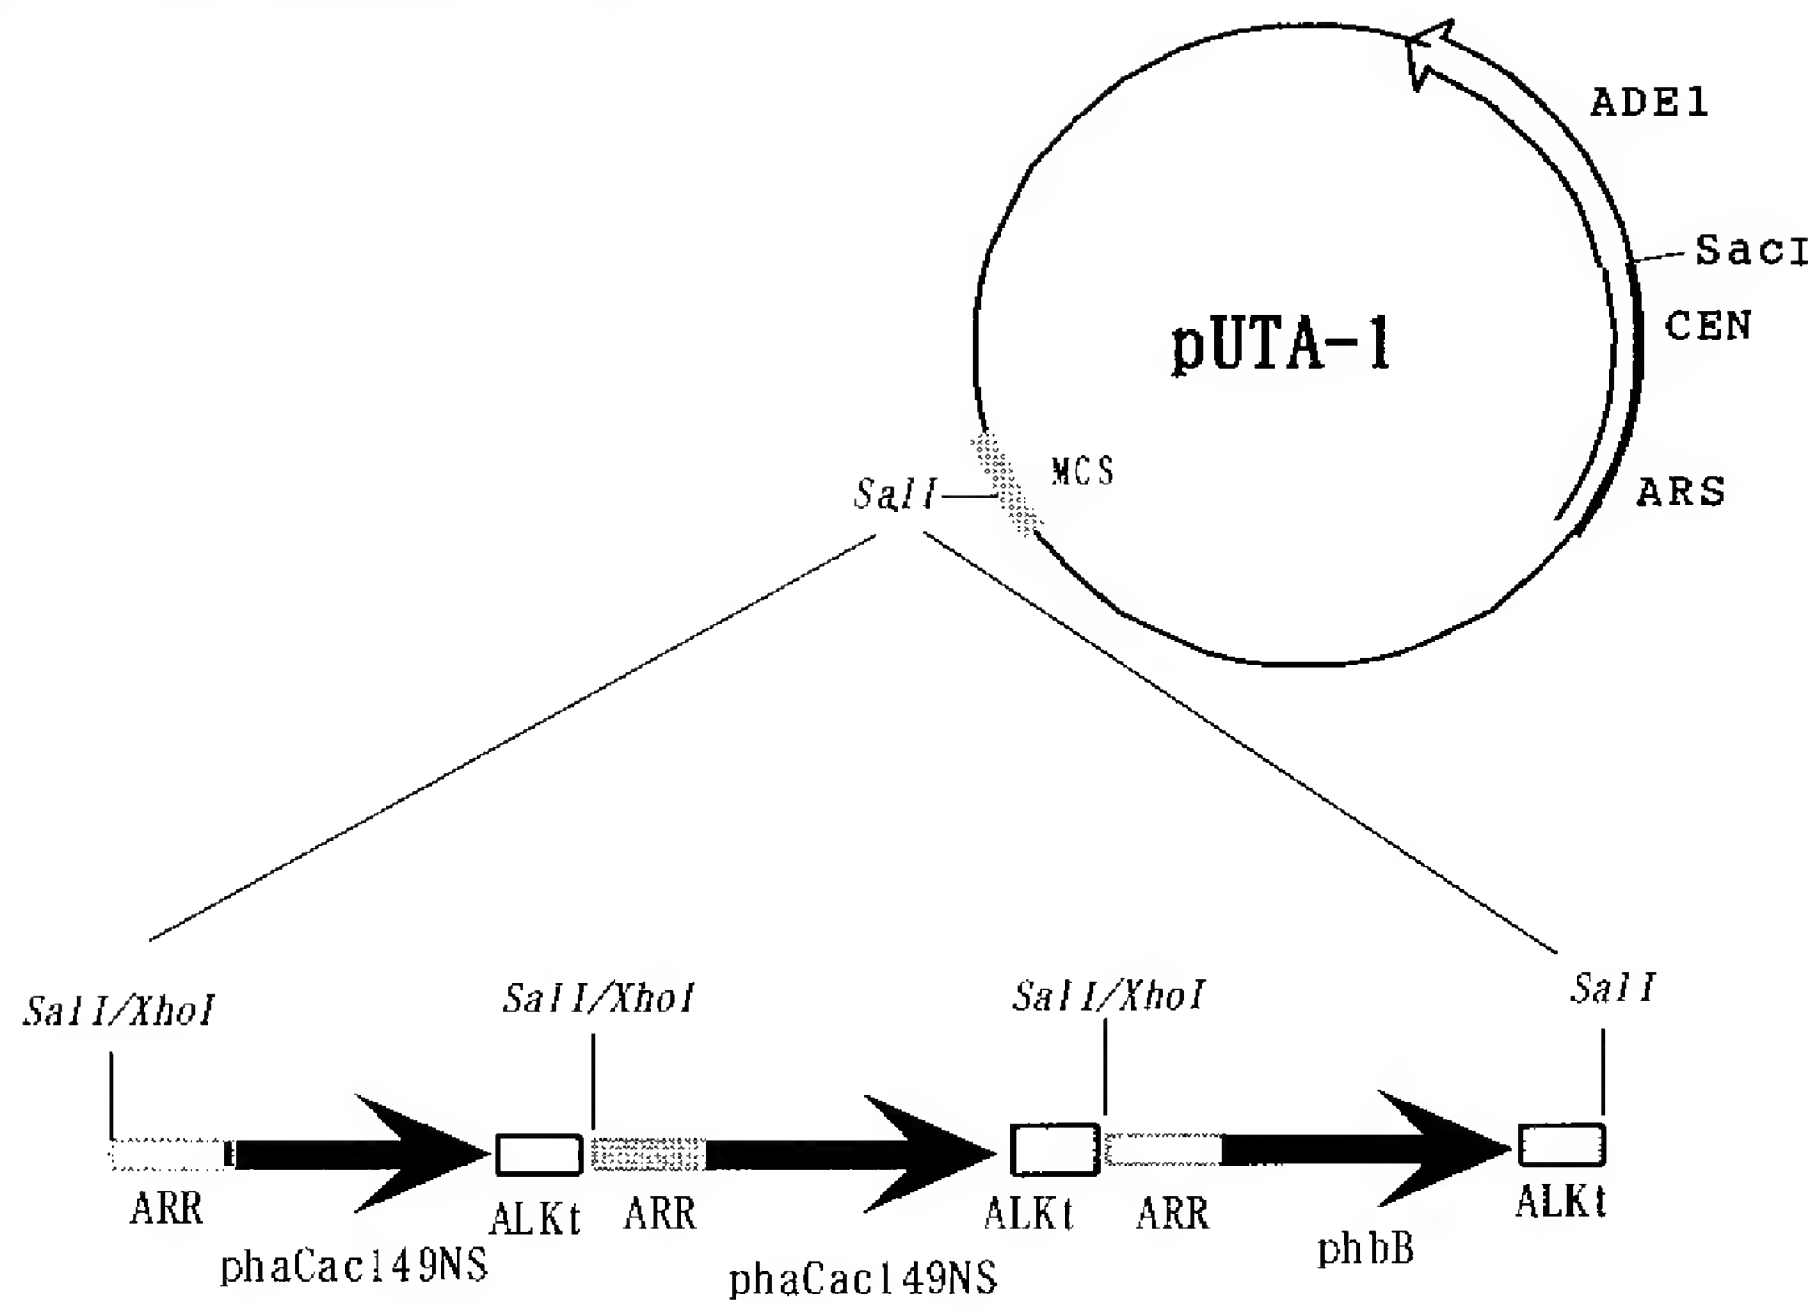 ADE1
SacI
pUTA-1
CEN
MCS
SalI
ARS
SalI/XhoI
SalI/XhoI
SalI/XhoI
SalI
ARR
ALKt
ARR
ALKt
ARR
ALKt
phaCac149NS
phaCac149NS
phbB